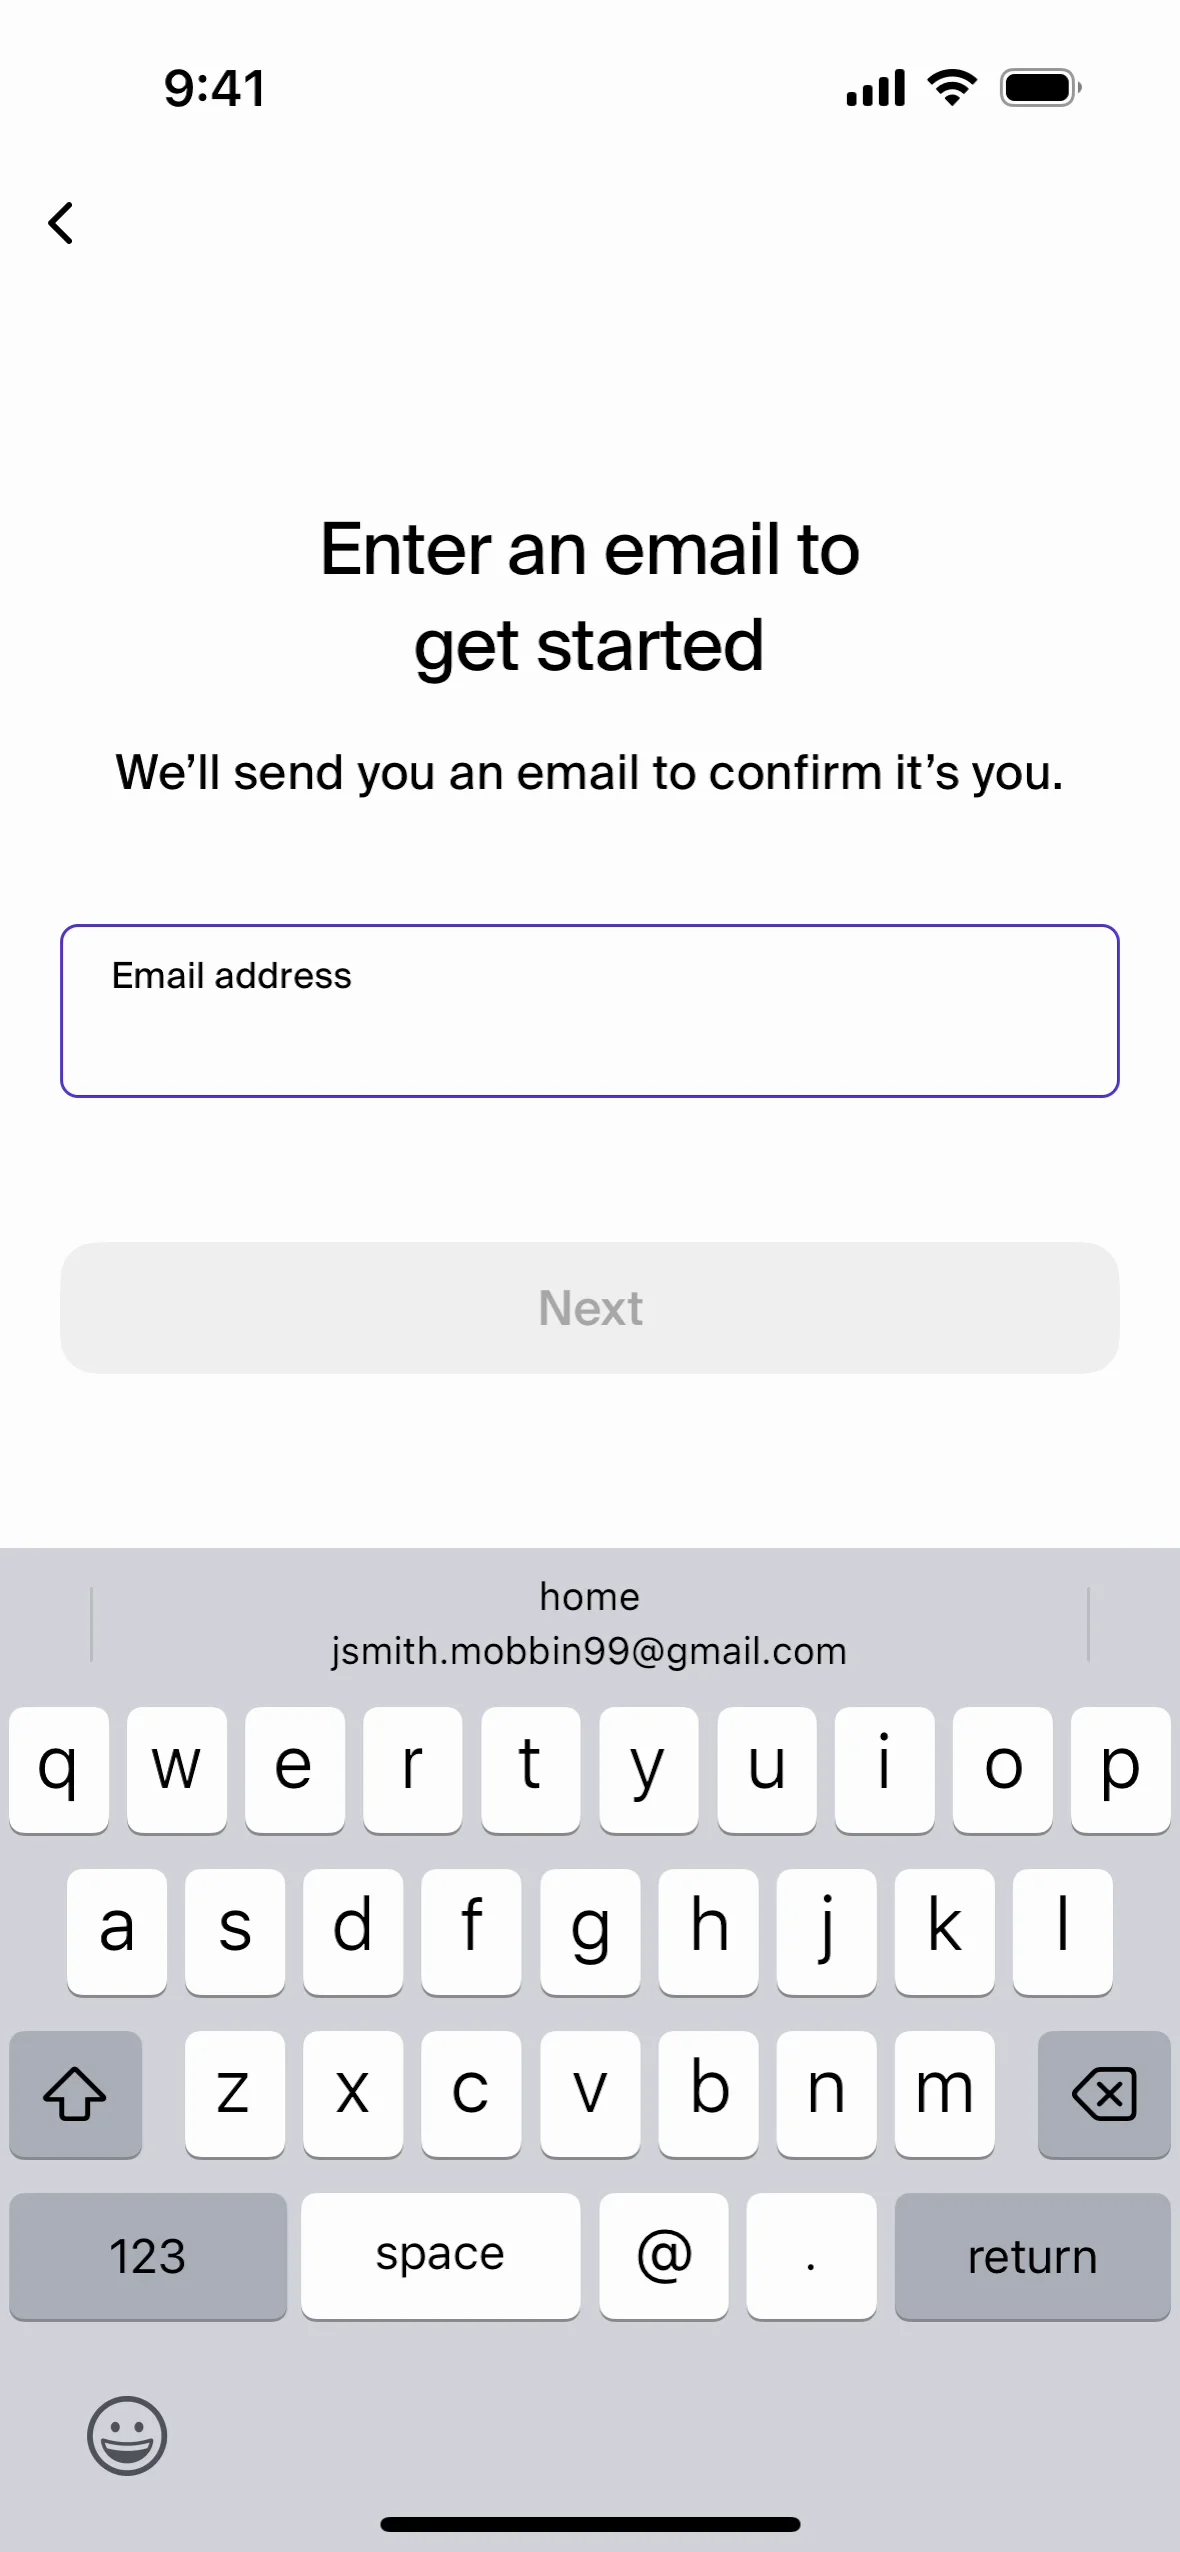 9:41
Enter an email to
get started
We’ll send you an email to confirm it’s you.
Email address
Next
home
jsmith.mobbin99@gmail.com
q w e r t y u i o p
a s d f g h j k l
z x c v b n m
123 space @ . return